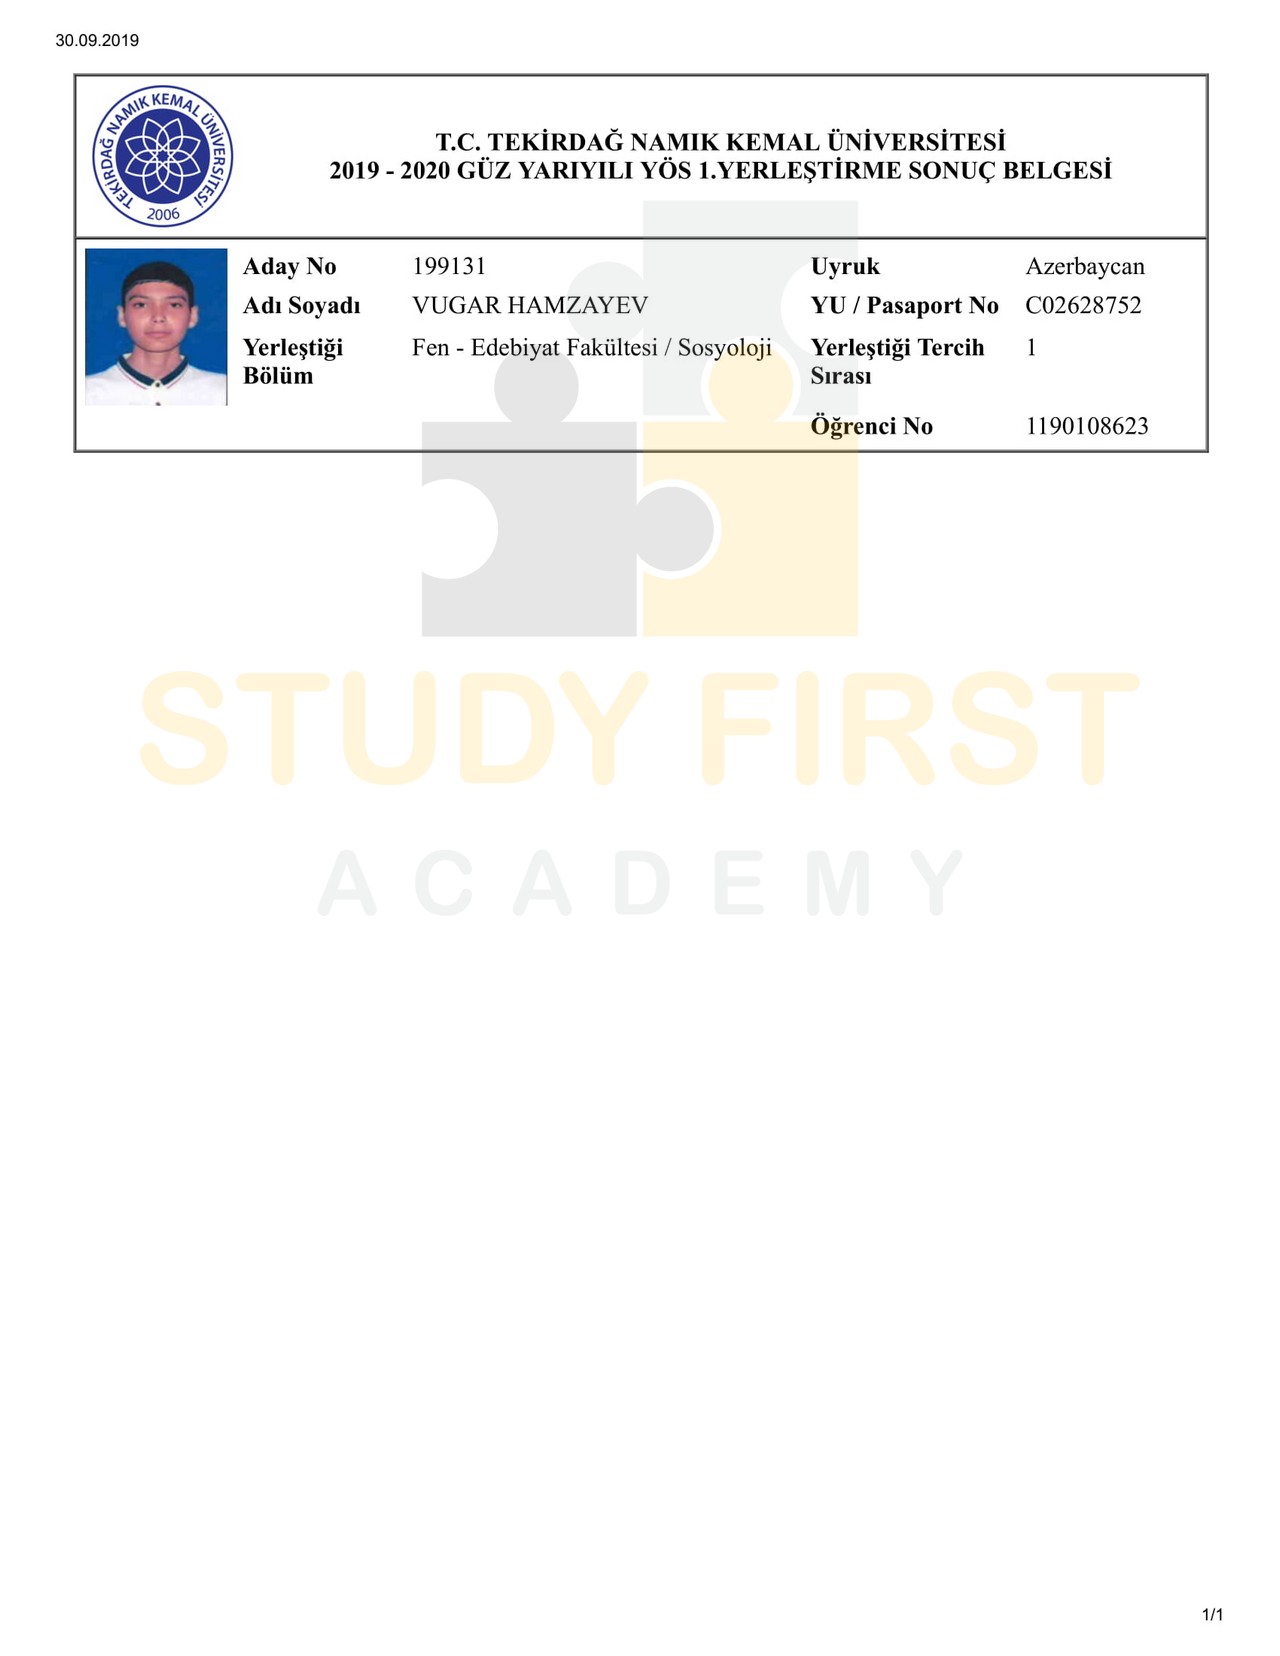 30.09.2019
TEKİRDAĞ NAMIK KEMAL ÜNİVERSİTESİ
2006
T.C. TEKİRDAĞ NAMIK KEMAL ÜNİVERSİTESİ
2019 - 2020 GÜZ YARIYILI YÖS 1.YERLEŞTİRME SONUÇ BELGESİ
Aday No 199131 Uyruk Azerbaycan
Adı Soyadı VUGAR HAMZAYEV YU / Pasaport No C02628752
Yerleştiği Fen - Edebiyat Fakültesi / Sosyoloji Yerleştiği Tercih 1
Bölüm Sırası
Öğrenci No 1190108623
STUDY FIRST
ACADEMY
1/1